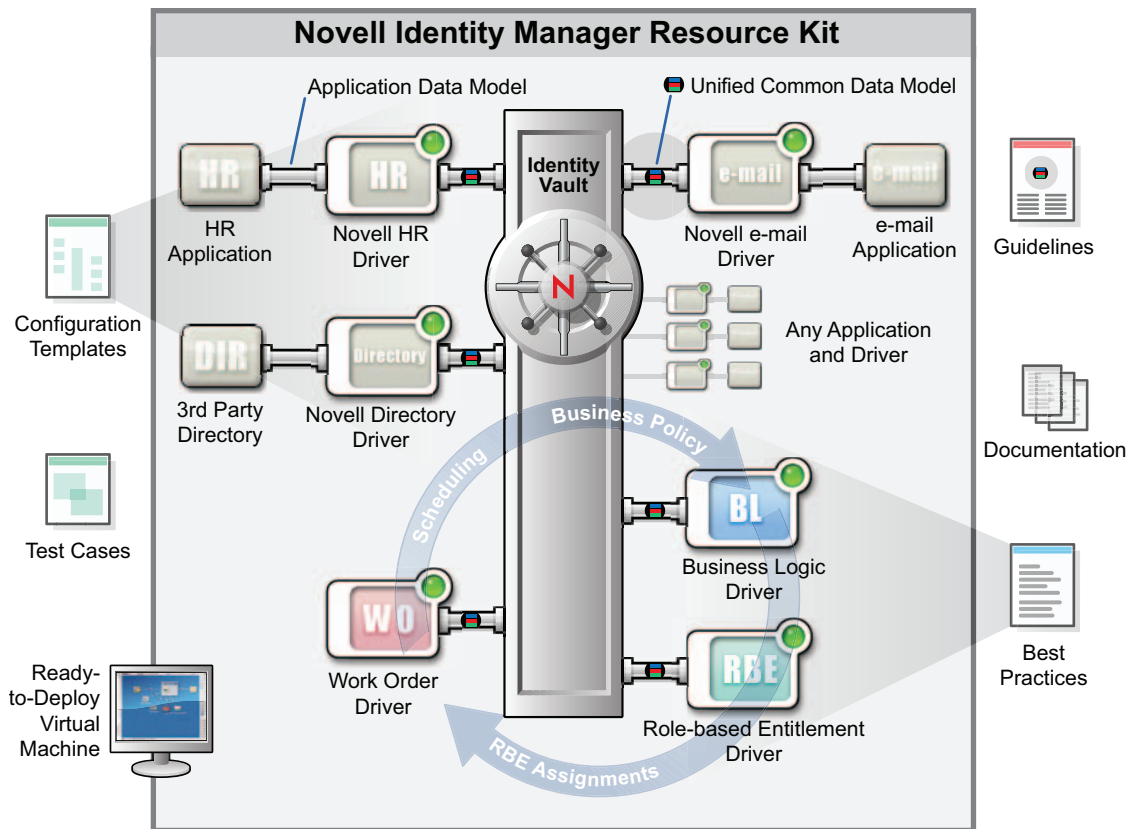 Novell Identity Manager Resource Kit
Application Data Model
Unified Common Data Model
HR
HR
Identity
Vault
e-mail
e-mail
HR
Application
Novell HR
Driver
Novell e-mail
Driver
e-mail
Application
Guidelines
Configuration
Templates
N
DIR
Directory
Any Application
and Driver
3rd Party
Directory
Novell Directory
Driver
Documentation
Scheduling
Business Policy
Test Cases
BL
Business Logic
Driver
WO
Work Order
Driver
RBE
Role-based Entitlement
Driver
Best
Practices
Ready-
to-Deploy
Virtual
Machine
RBE Assignments